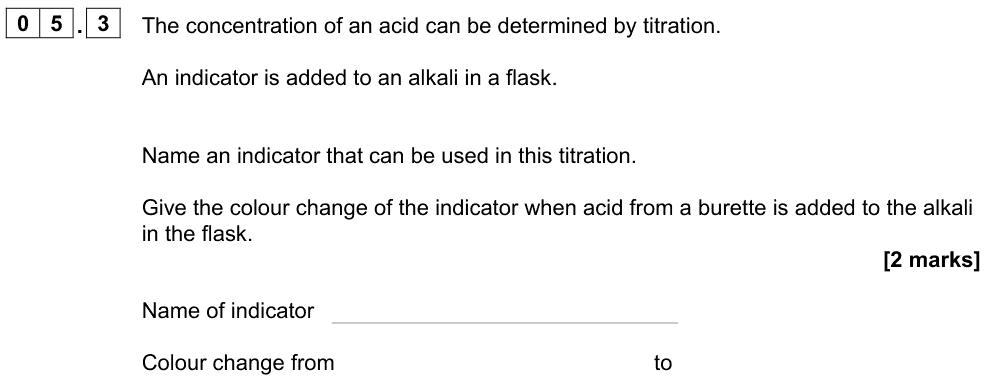 0 5 . 3 The concentration of an acid can be determined by titration.
An indicator is added to an alkali in a flask.
Name an indicator that can be used in this titration.
Give the colour change of the indicator when acid from a burette is added to the alkali
in the flask.
[2 marks]
Name of indicator
Colour change from to